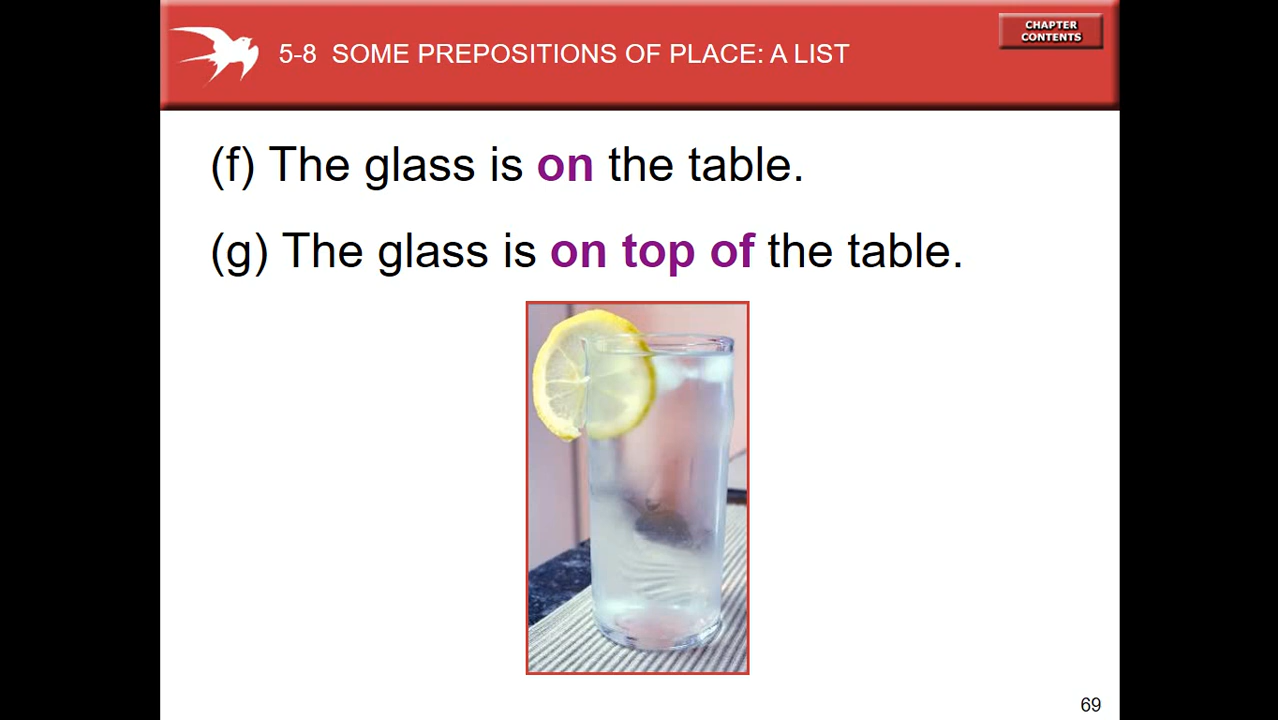 CHAPTER
CONTENTS
5-8 SOME PREPOSITIONS OF PLACE: A LIST
(f) The glass is on the table.
(g) The glass is on top of the table.
69